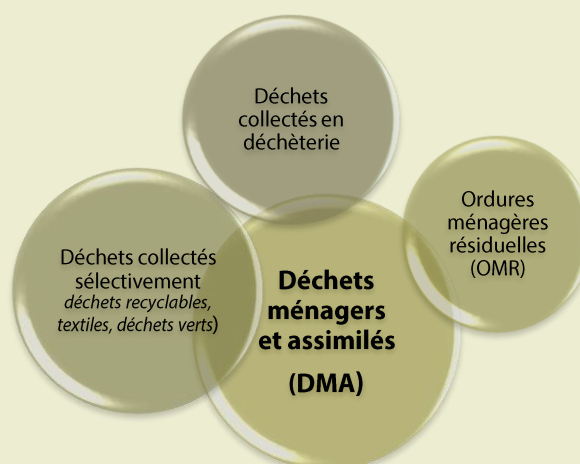 Déchets
collectés en
déchèterie
Ordures
ménagères
résiduelles
(OMR)
Déchets collectés
sélectivement
déchets recyclables,
textiles, déchets verts)
Déchets
ménagers
et assimilés
(DMA)